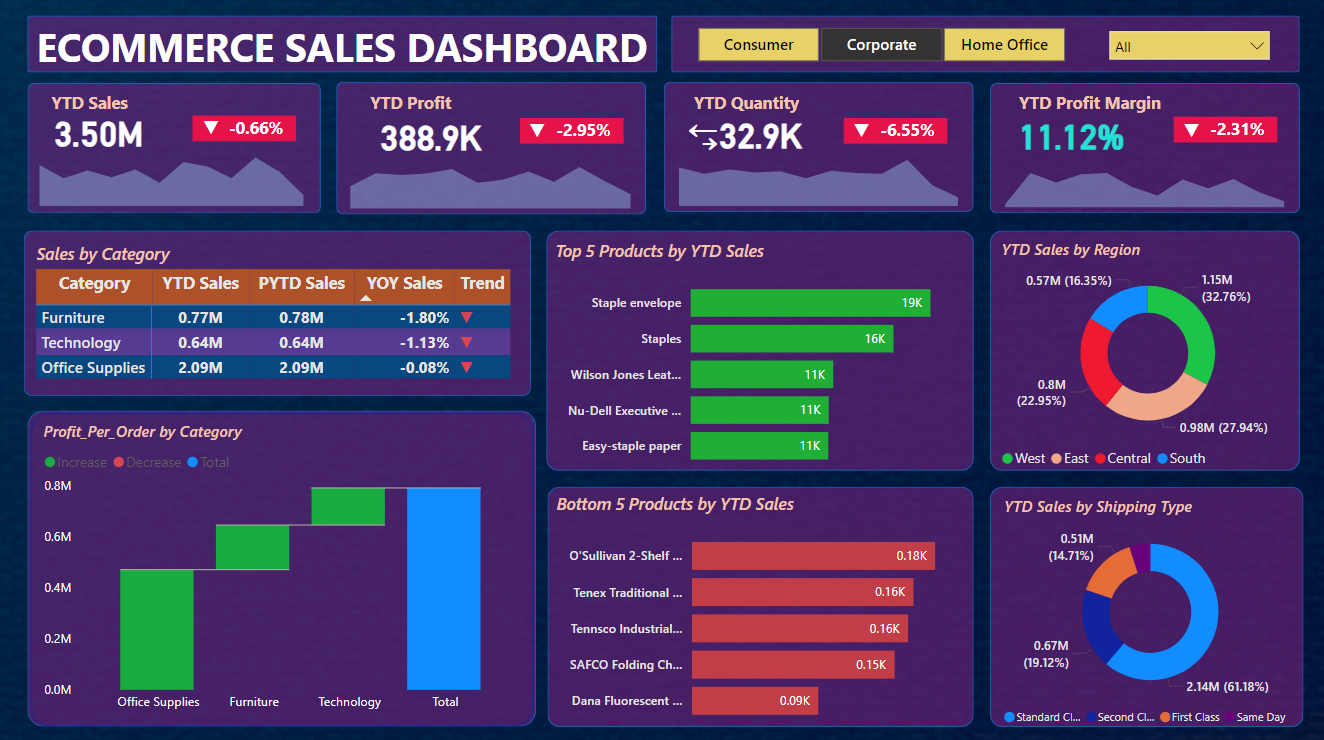 ECOMMERCE SALES DASHBOARD
Consumer
Corporate
Home Office
All
YTD Sales
3.50M
▼ -0.66%
YTD Profit
388.9K
▼ -2.95%
YTD Quantity
32.9K
▼ -6.55%
YTD Profit Margin
11.12%
▼ -2.31%
Sales by Category
Category YTD Sales PYTD Sales YOY Sales Trend
Furniture 0.77M 0.78M -1.80% ▼
Technology 0.64M 0.64M -1.13% ▼
Office Supplies 2.09M 2.09M -0.08% ▼
Top 5 Products by YTD Sales
Staple envelope 19K
Staples 16K
Wilson Jones Leat... 11K
Nu-Dell Executive ... 11K
Easy-staple paper 11K
YTD Sales by Region
0.57M (16.35%)
1.15M
(32.76%)
0.8M
(22.95%)
0.98M (27.94%)
West East Central South
Profit_Per_Order by Category
Increase Decrease Total
0.8M
0.6M
0.4M
0.2M
0.0M
Office Supplies Furniture Technology Total
Bottom 5 Products by YTD Sales
O'Sullivan 2-Shelf ... 0.18K
Tenex Traditional ... 0.16K
Tennsco Industrial... 0.16K
SAFCO Folding Ch... 0.15K
Dana Fluorescent ... 0.09K
YTD Sales by Shipping Type
0.51M
(14.71%)
0.67M
(19.12%)
2.14M (61.18%)
Standard Cl... Second Cl... First Class Same Day